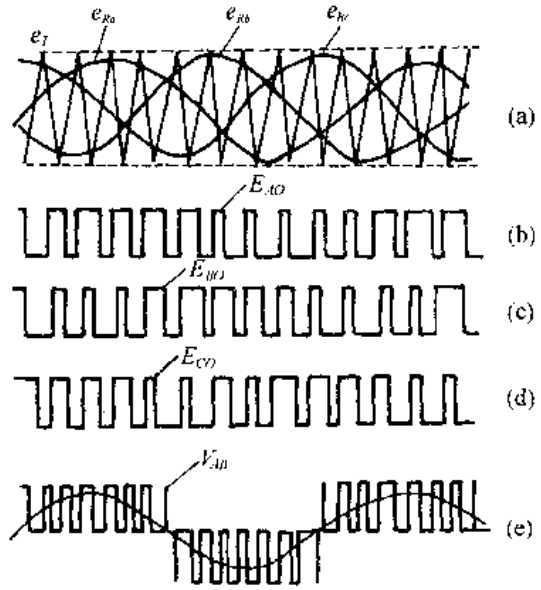 e_T e_Ra e_Rb e_Rc
(a)
E_AO
(b)
E_BO
(c)
E_CO
(d)
V_AB
(e)